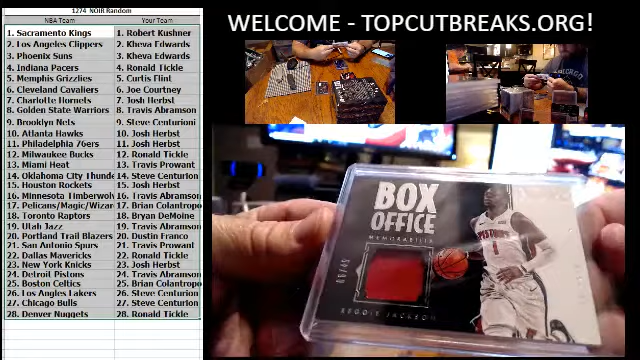 1274 NOIR Random
NBA Team Your Team
1. Sacramento Kings 1. Robert Kushner
2. Los Angeles Clippers 2. Kheva Edwards
3. Phoenix Suns 3. Kheva Edwards
4. Indiana Pacers 4. Ronald Tickle
5. Memphis Grizzlies 5. Curtis Flint
6. Cleveland Cavaliers 6. Joe Courtney
7. Charlotte Hornets 7. Josh Herbst
8. Golden State Warriors 8. Travis Abramson
9. Brooklyn Nets 9. Steve Centurioni
10. Atlanta Hawks 10. Josh Herbst
11. Philadelphia 76ers 11. Josh Herbst
12. Milwaukee Bucks 12. Ronald Tickle
13. Miami Heat 13. Travis Prowant
14. Oklahoma City Thunde 14. Steve Centurion
15. Houston Rockets 15. Josh Herbst
16. Minnesota Timberwol 16. Travis Abramson
17. Pelicans/Magic/Wizar 17. Brian Colantropo
18. Toronto Raptors 18. Bryan DeMoine
19. Utah Jazz 19. Travis Abramson
20. Portland Trail Blazers 20. Dustin Franco
21. San Antonio Spurs 21. Travis Prowant
22. Dallas Mavericks 22. Ronald Tickle
23. New York Knicks 23. Josh Herbst
24. Detroit Pistons 24. Travis Abramson
25. Boston Celtics 25. Brian Colantropo
26. Los Angeles Lakers 26. Steve Centurion
27. Chicago Bulls 27. Steve Centurion
28. Denver Nuggets 28. Ronald Tickle
WELCOME - TOPCUTBREAKS.ORG!
BOX
OFFICE
MEMORABILIA
PISTONS
1
REGGIE JACKSON